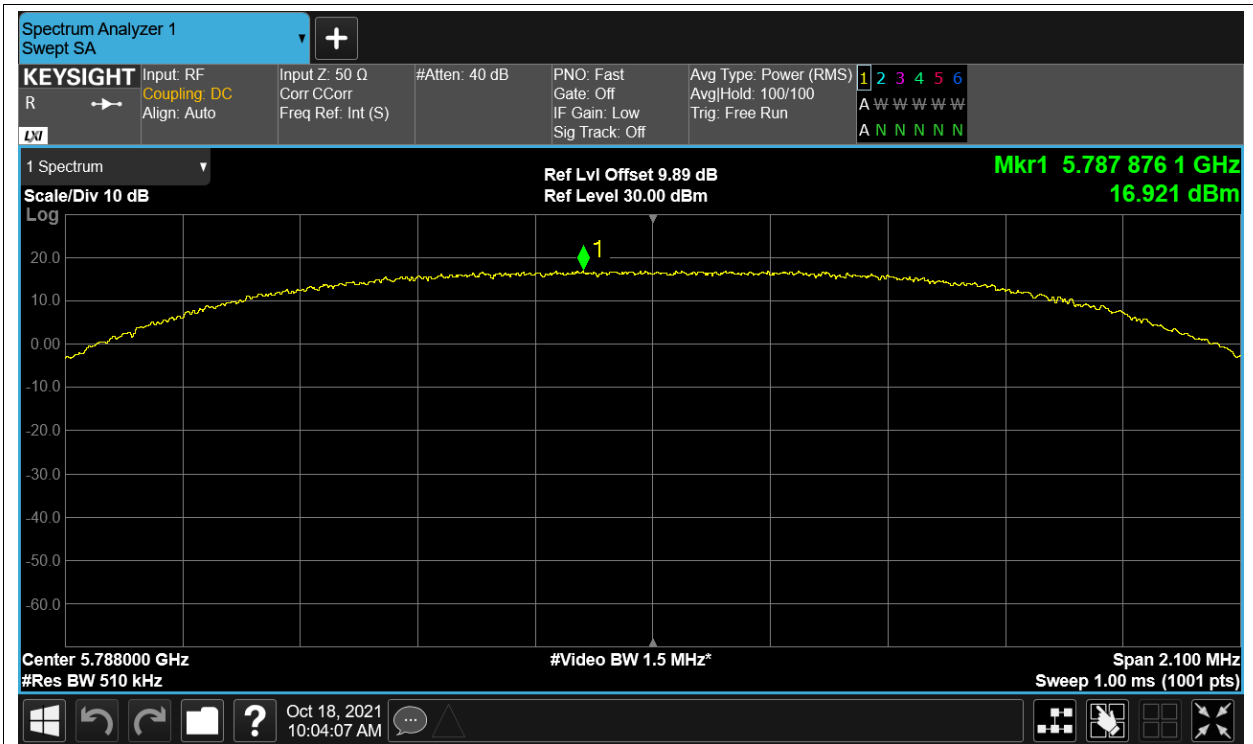 Spectrum Analyzer 1
Swept SA
+
KEYSIGHT
R
LXI
Input: RF
Coupling: DC
Align: Auto
Input Z: 50 Ω
Corr CCorr
Freq Ref: Int (S)
#Atten: 40 dB
PNO: Fast
Gate: Off
IF Gain: Low
Sig Track: Off
Avg Type: Power (RMS)
Avg|Hold: 100/100
Trig: Free Run
1 2 3 4 5 6
A W W W W W
A N N N N N
1 Spectrum
Scale/Div 10 dB
Log
Ref Lvl Offset 9.89 dB
Ref Level 30.00 dBm
Mkr1 5.787 876 1 GHz
16.921 dBm
1
20.0
10.0
0.00
-10.0
-20.0
-30.0
-40.0
-50.0
-60.0
Center 5.788000 GHz
#Res BW 510 kHz
#Video BW 1.5 MHz*
Span 2.100 MHz
Sweep 1.00 ms (1001 pts)
?
Oct 18, 2021
10:04:07 AM